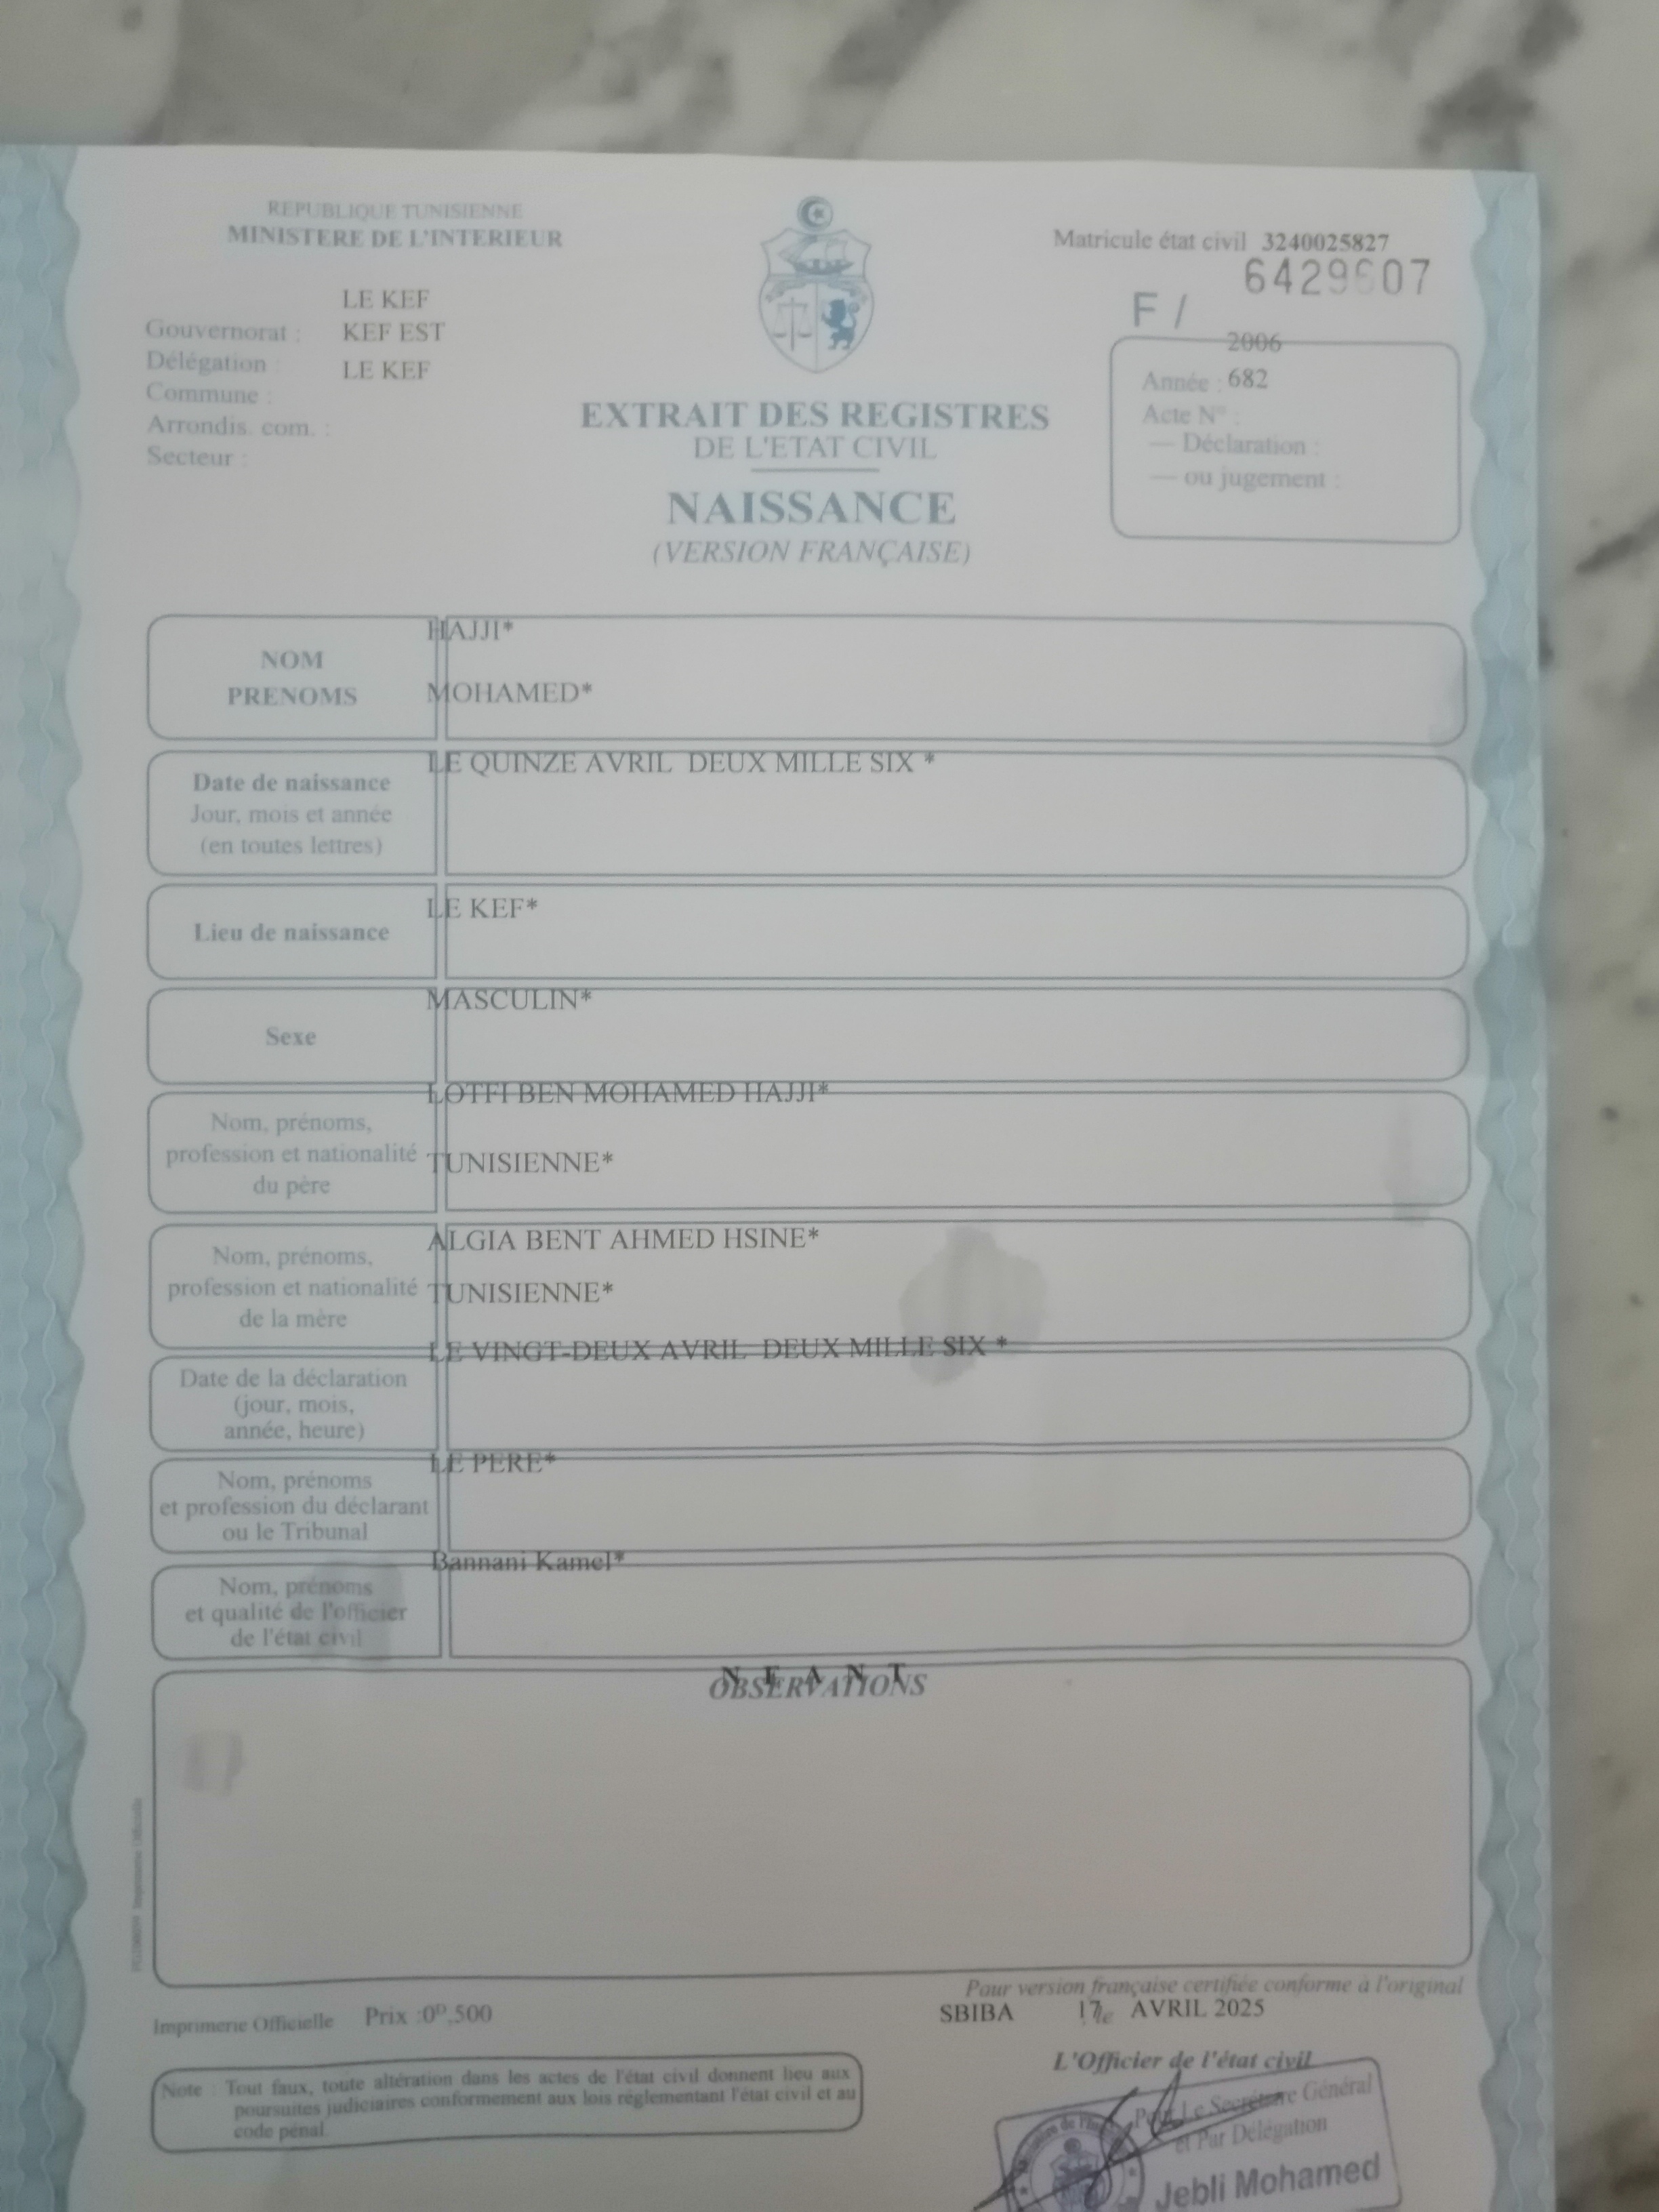 REPUBLIQUE TUNISIENNE
MINISTERE DE L'INTERIEUR
Matricule état civil 3240025827
6429607
F /
LE KEF
Gouvernorat : KEF EST
Délégation : LE KEF
Commune :
Arrondis. com. :
Secteur :
2006
Année : 682
Acte N° :
— Déclaration :
— ou jugement :
EXTRAIT DES REGISTRES
DE L'ETAT CIVIL
NAISSANCE
(VERSION FRANÇAISE)
HAJJI*
NOM
PRENOMS
MOHAMED*
LE QUINZE AVRIL DEUX MILLE SIX *
Date de naissance
Jour, mois et année
(en toutes lettres)
LE KEF*
Lieu de naissance
MASCULIN*
Sexe
LOTFI BEN MOHAMED HAJJI*
Nom, prénoms,
profession et nationalité
du père
TUNISIENNE*
ALGIA BENT AHMED HSINE*
Nom, prénoms,
profession et nationalité
de la mère
TUNISIENNE*
LE VINGT-DEUX AVRIL DEUX MILLE SIX *
Date de la déclaration
(jour, mois,
année, heure)
LE PERE*
Nom, prénoms
et profession du déclarant
ou le Tribunal
Bannani Kamel*
Nom, prénoms
et qualité de l'officier
de l'état civil
N E A N T
OBSERVATIONS
Imprimerie Officielle
Pour version française certifiée conforme à l'original
Imprimerie Officielle Prix :0ᴰ,500
SBIBA 17 le AVRIL 2025
L'Officier de l'état civil
Note : Tout faux, toute altération dans les actes de l'état civil donnent lieu aux
poursuites judiciaires conformement aux lois réglementant l'état civil et au
code pénal.
Pour Le Secrétaire Général
et Par Délégation
Jebli Mohamed